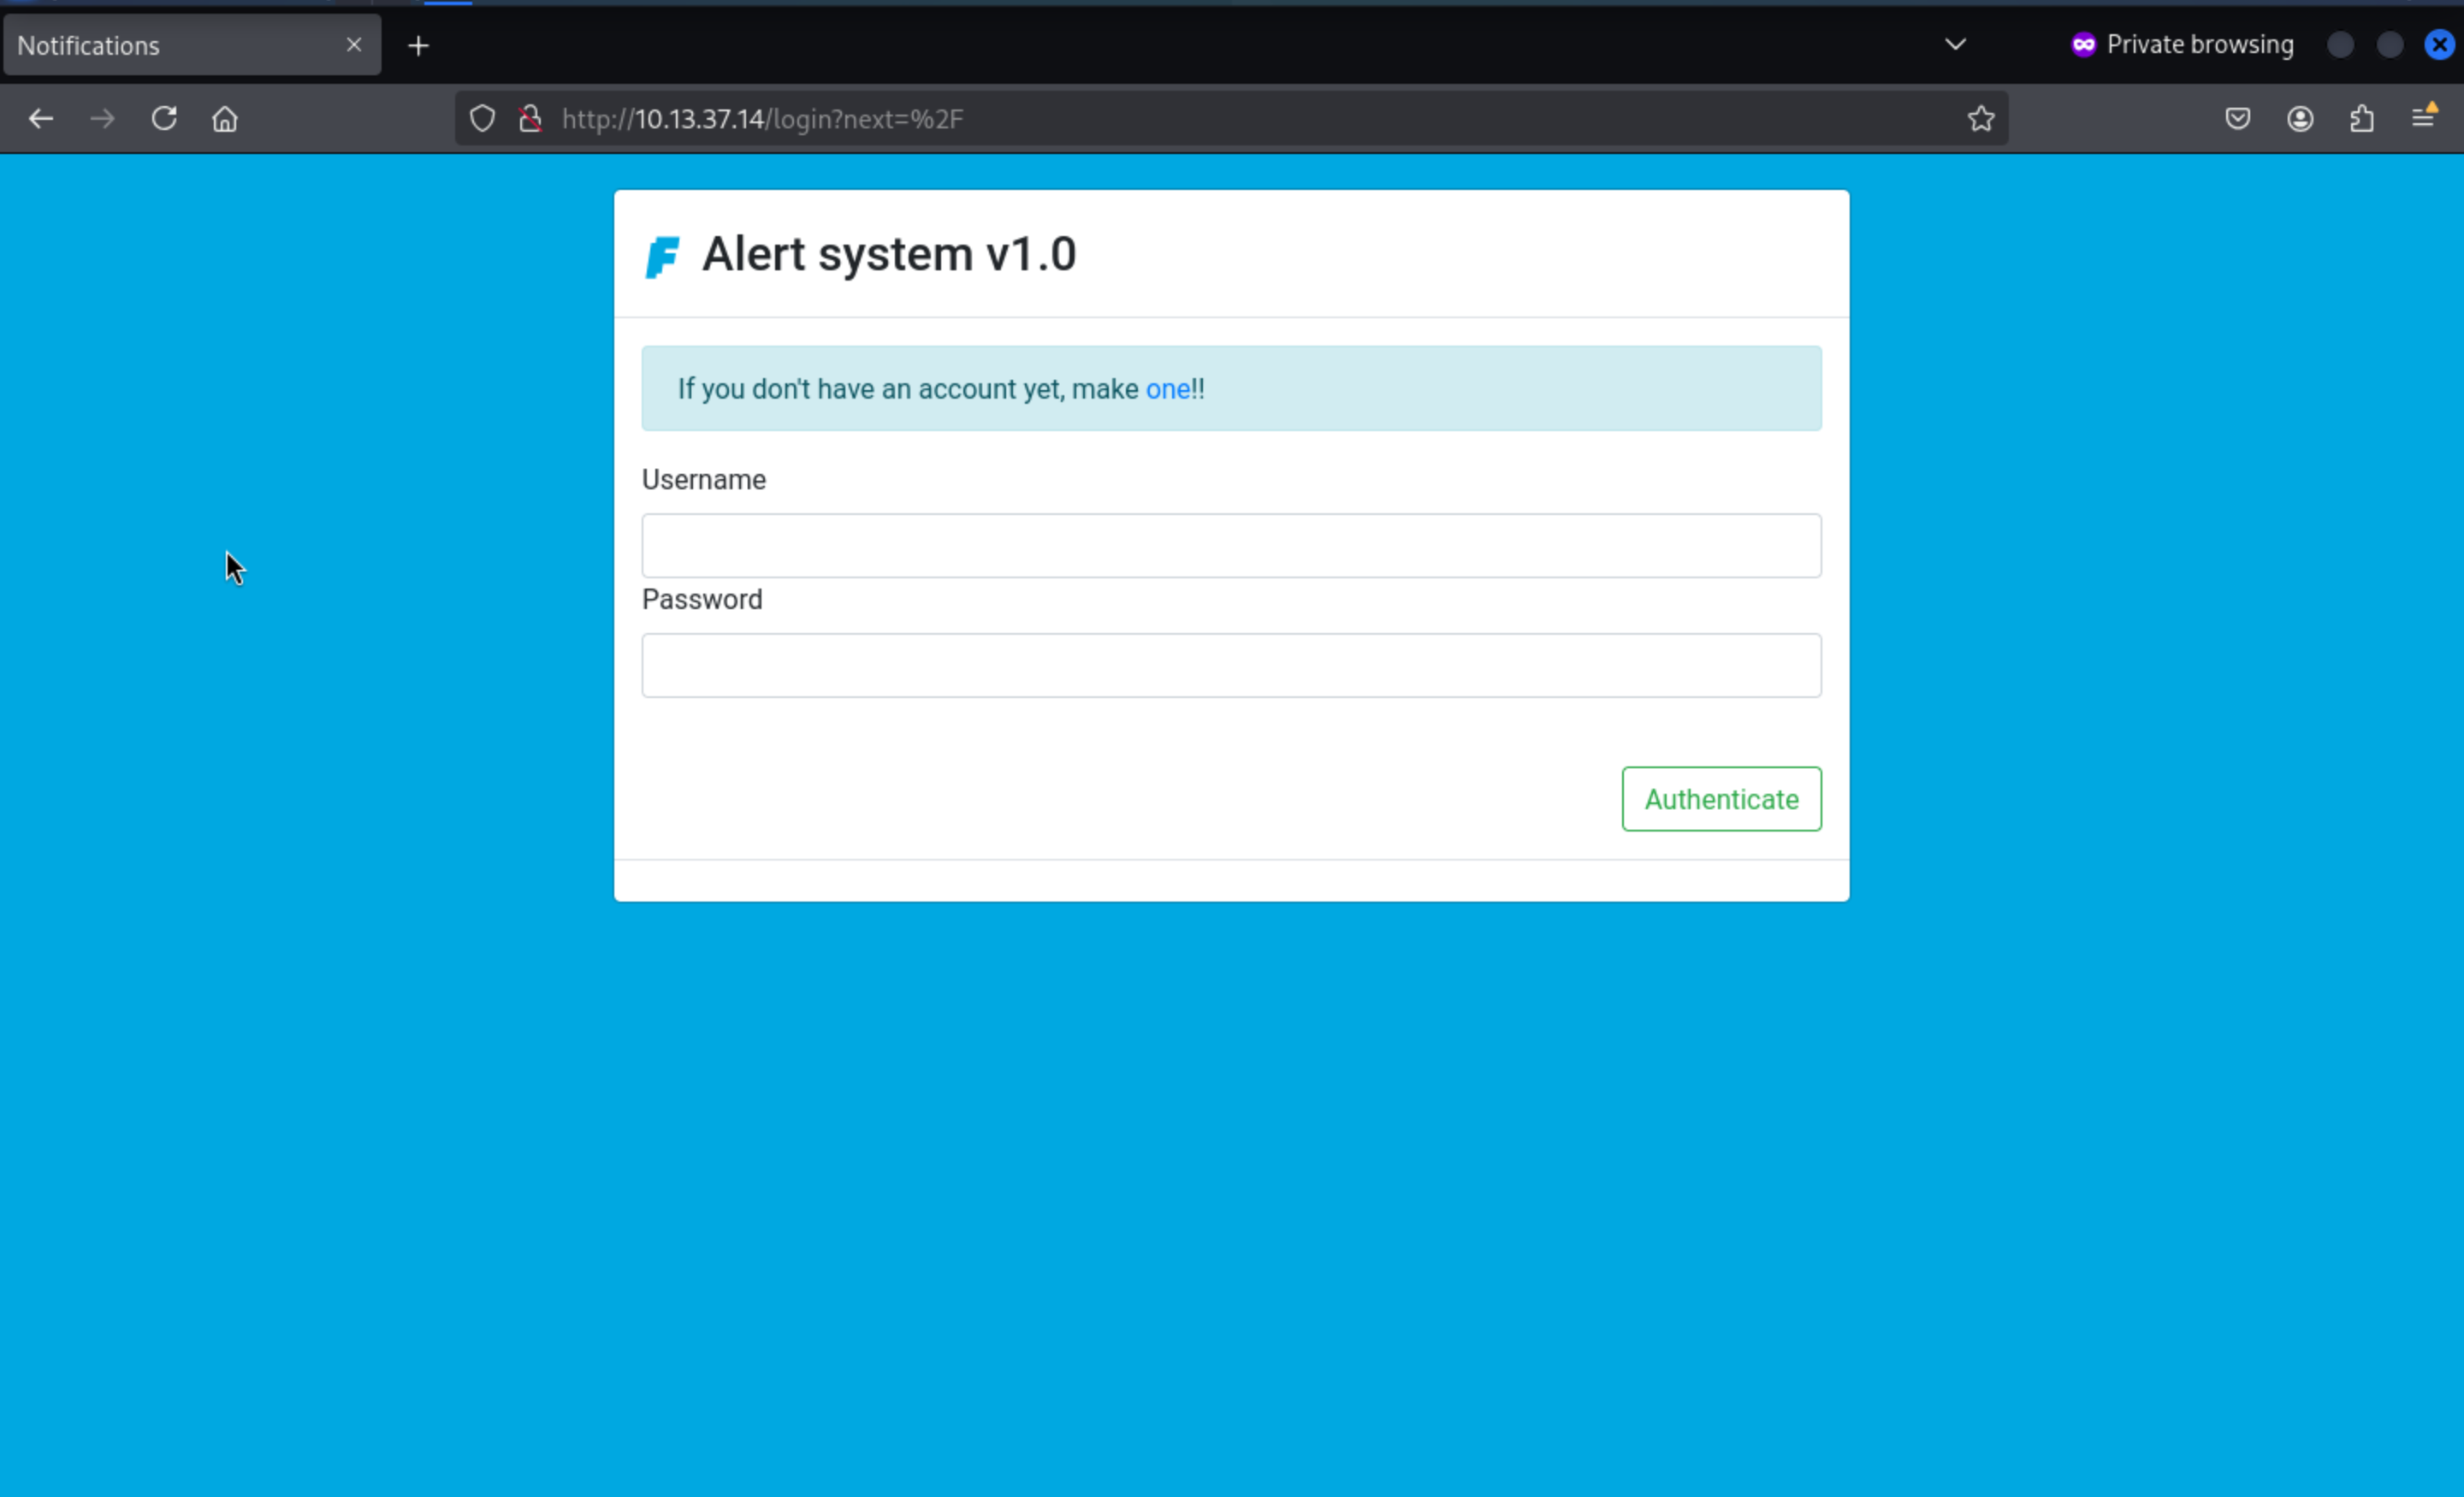 Notifications
Private browsing
http://10.13.37.14/login?next=%2F
F Alert system v1.0
If you don't have an account yet, make one!!
Username
Password
Authenticate